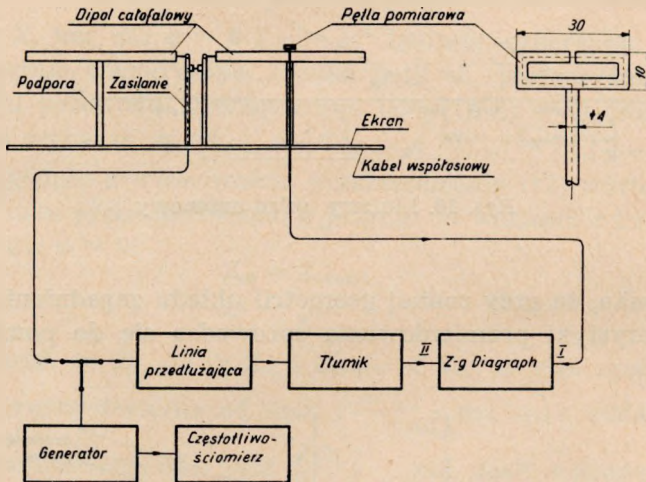 Dipol całofalowy
Pętla pomiarowa
30
10
Podpora
Zasilanie
ϕ4
Ekran
Kabel współosiowy
Linia
przedłużająca
Tłumik
II
Z-g Diagraph
I
Generator
Częstotliwo-
ściomierz